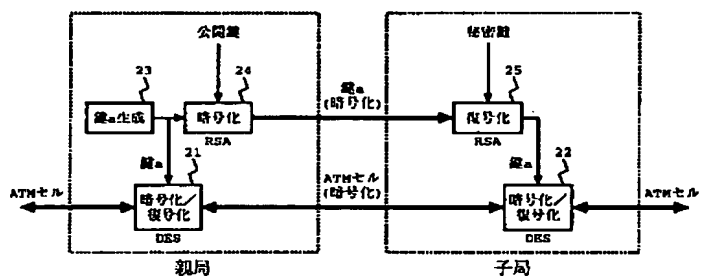 公開鍵
秘密鍵
23
24
25
鍵a
(暗号化)
鍵a生成
暗号化
復号化
RSA
RSA
鍵a
21
鍵a
22
ATMセル
ATMセル
(暗号化)
ATMセル
暗号化/
復号化
暗号化/
復号化
DES
DES
親局
子局